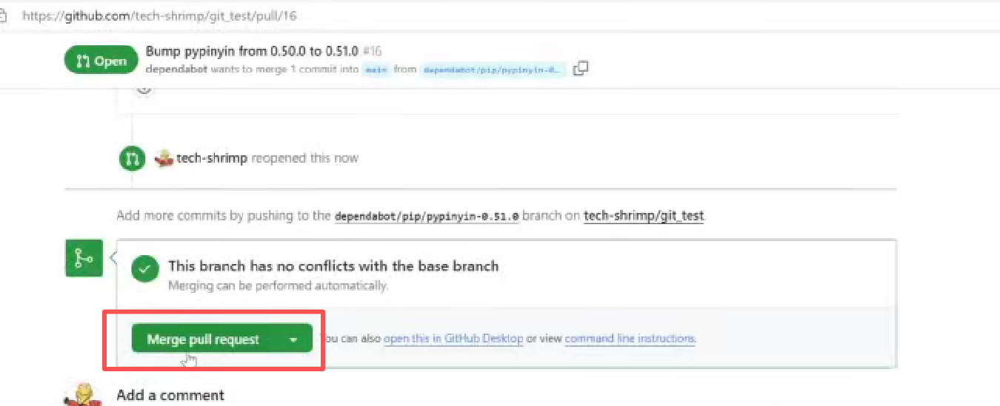 https://github.com/tech-shrimp/git_test/pull/16
Open
Bump pypinyin from 0.50.0 to 0.51.0 #16
dependabot wants to merge 1 commit into main from dependabot/pip/pypinyin-0…
tech-shrimp reopened this now
Add more commits by pushing to the dependabot/pip/pypinyin-0.51.0 branch on tech-shrimp/git_test
This branch has no conflicts with the base branch
Merging can be performed automatically.
Merge pull request
You can also open this in GitHub Desktop or view command line instructions.
Add a comment